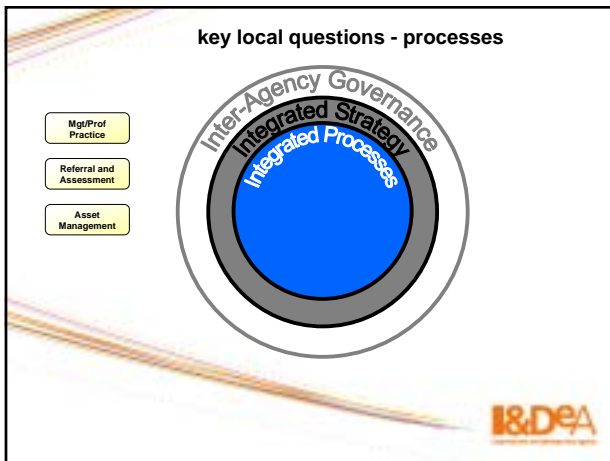 key local questions - processes
Inter-Agency Governance
Integrated Strategy
Integrated Processes
Mgt/Prof
Practice
Referral and
Assessment
Asset
Management
I&DeA